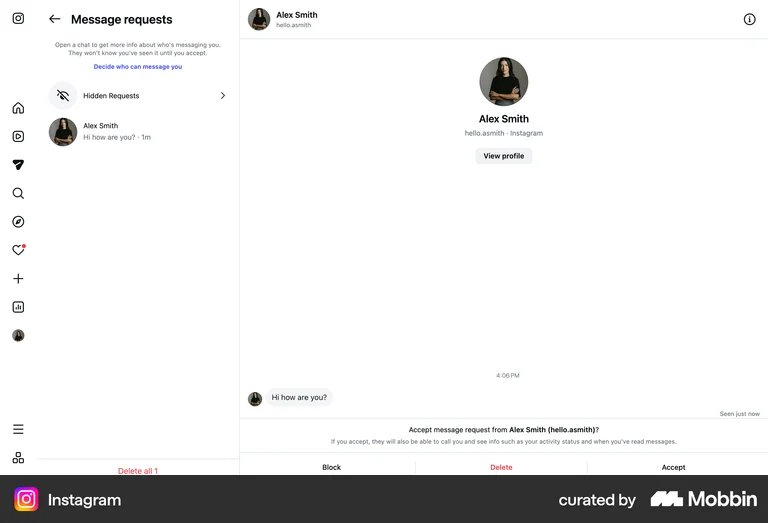 Message requests
Open a chat to get more info about who's messaging you.
They won't know you've seen it until you accept.
Decide who can message you
Hidden Requests
Alex Smith
Hi how are you? · 1m
Delete all 1
Alex Smith
hello.asmith
Alex Smith
hello.asmith · Instagram
View profile
4:06 PM
Hi how are you?
Seen just now
Accept message request from Alex Smith (hello.asmith)?
If you accept, they will also be able to call you and see info such as your activity status and when you've read messages.
Block
Delete
Accept
Instagram
curated by
Mobbin